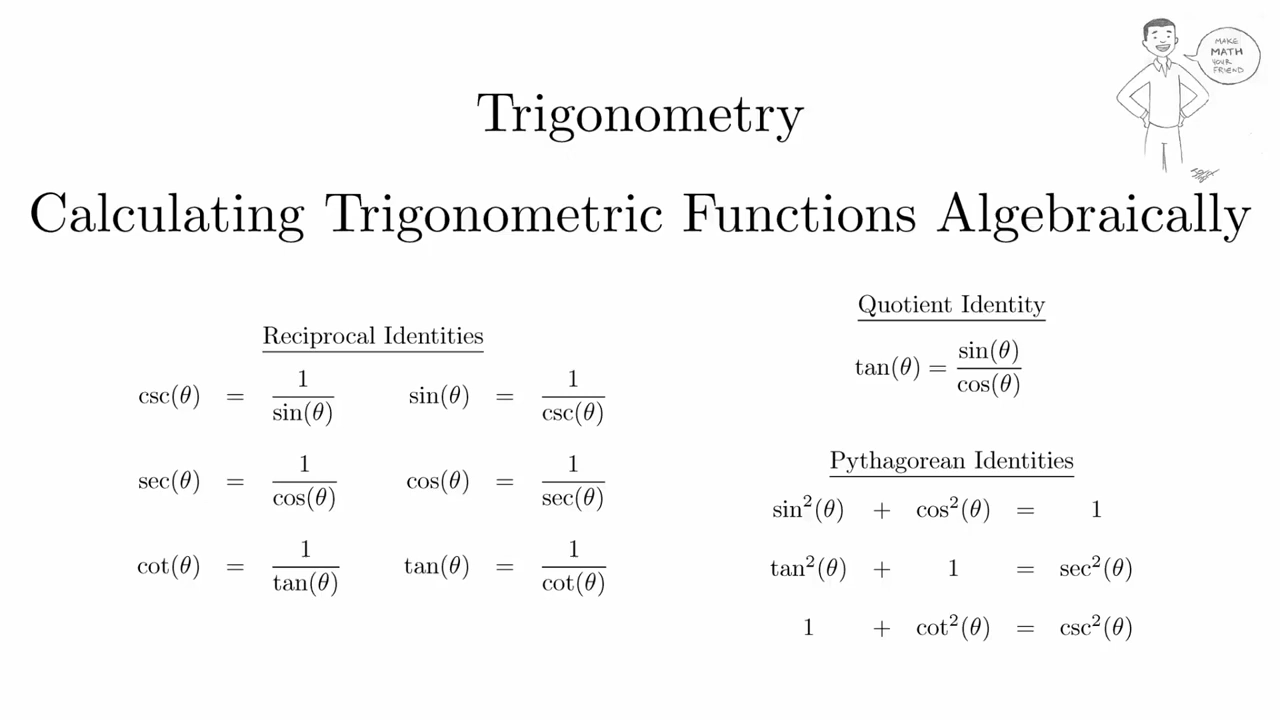 MAKE
MATH
YOUR
FRIEND
Trigonometry
Calculating Trigonometric Functions Algebraically
Reciprocal Identities
csc(θ) = 1/sin(θ) sin(θ) = 1/csc(θ)
sec(θ) = 1/cos(θ) cos(θ) = 1/sec(θ)
cot(θ) = 1/tan(θ) tan(θ) = 1/cot(θ)
Quotient Identity
tan(θ) = sin(θ)/cos(θ)
Pythagorean Identities
sin²(θ) + cos²(θ) = 1
tan²(θ) + 1 = sec²(θ)
1 + cot²(θ) = csc²(θ)